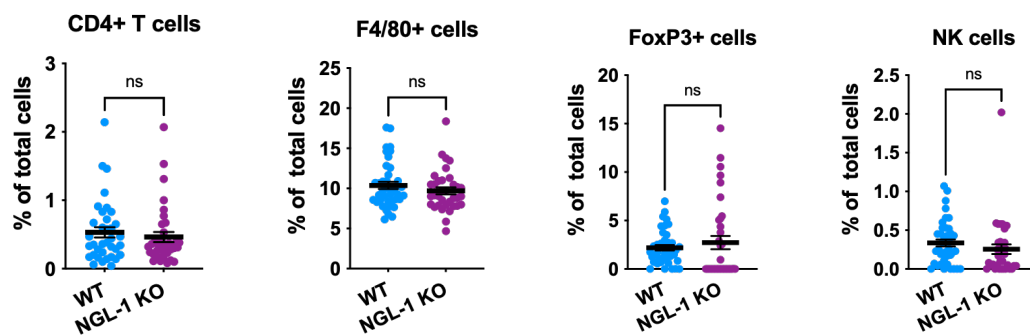 CD4+ T cells
% of total cells
3
2
1
0
ns
WT
NGL-1 KO
F4/80+ cells
% of total cells
25
20
15
10
5
0
ns
WT
NGL-1 KO
FoxP3+ cells
% of total cells
20
15
10
5
0
ns
WT
NGL-1 KO
NK cells
% of total cells
2.5
2.0
1.5
1.0
0.5
0.0
ns
WT
NGL-1 KO